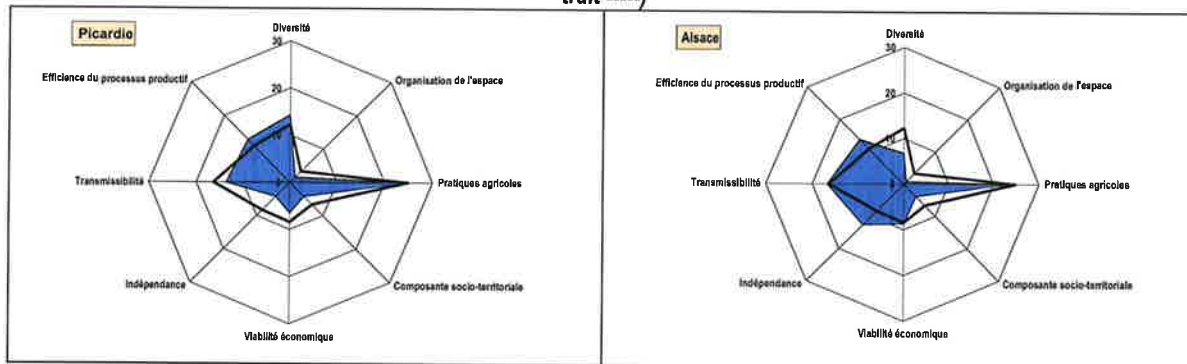 Picardie
Diversité
30
Efficience du processus productif
Organisation de l'espace
20
10
Transmissibilité
Pratiques agricoles
Indépendance
Composante socio-territoriale
Viabilité économique
Alsace
Diversité
30
Efficience du processus productif
Organisation de l'espace
20
10
Transmissibilité
Pratiques agricoles
Indépendance
Composante socio-territoriale
Viabilité économique